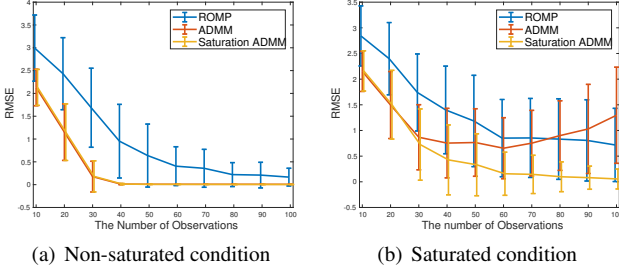 4
3.5
3
2.5
2
1.5
1
0.5
0
-0.5
RMSE
10 20 30 40 50 60 70 80 90 100
The Number of Observations
ROMP
ADMM
Saturation ADMM
(a) Non-saturated condition
3.5
3
2.5
2
1.5
1
0.5
0
-0.5
RMSE
10 20 30 40 50 60 70 80 90 100
The number of Observations
ROMP
ADMM
Saturation ADMM
(b) Saturated condition